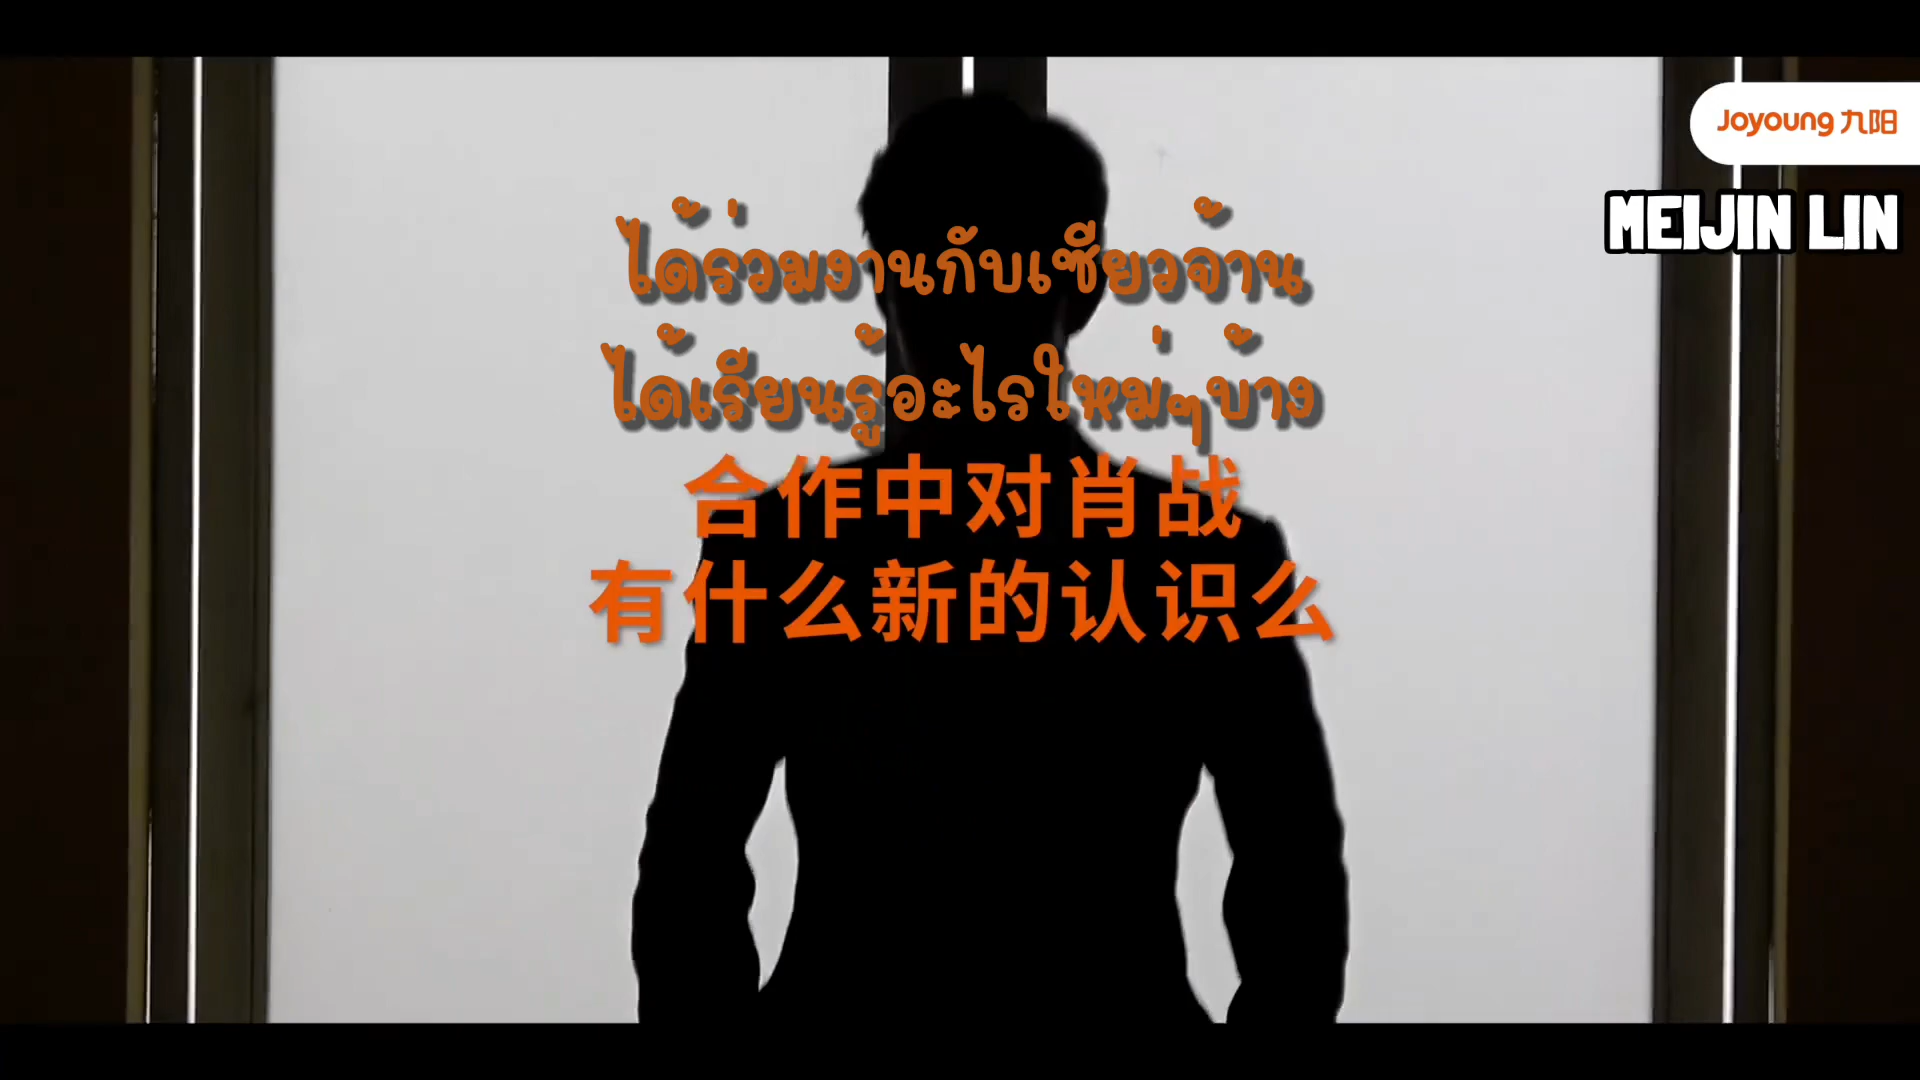 Joyoung 九阳
MEIJIN LIN
ได้ร่วมงานกับเซียวจ้าน
ได้เรียนรู้อะไรใหม่ๆบ้าง
合作中对肖战
有什么新的认识么